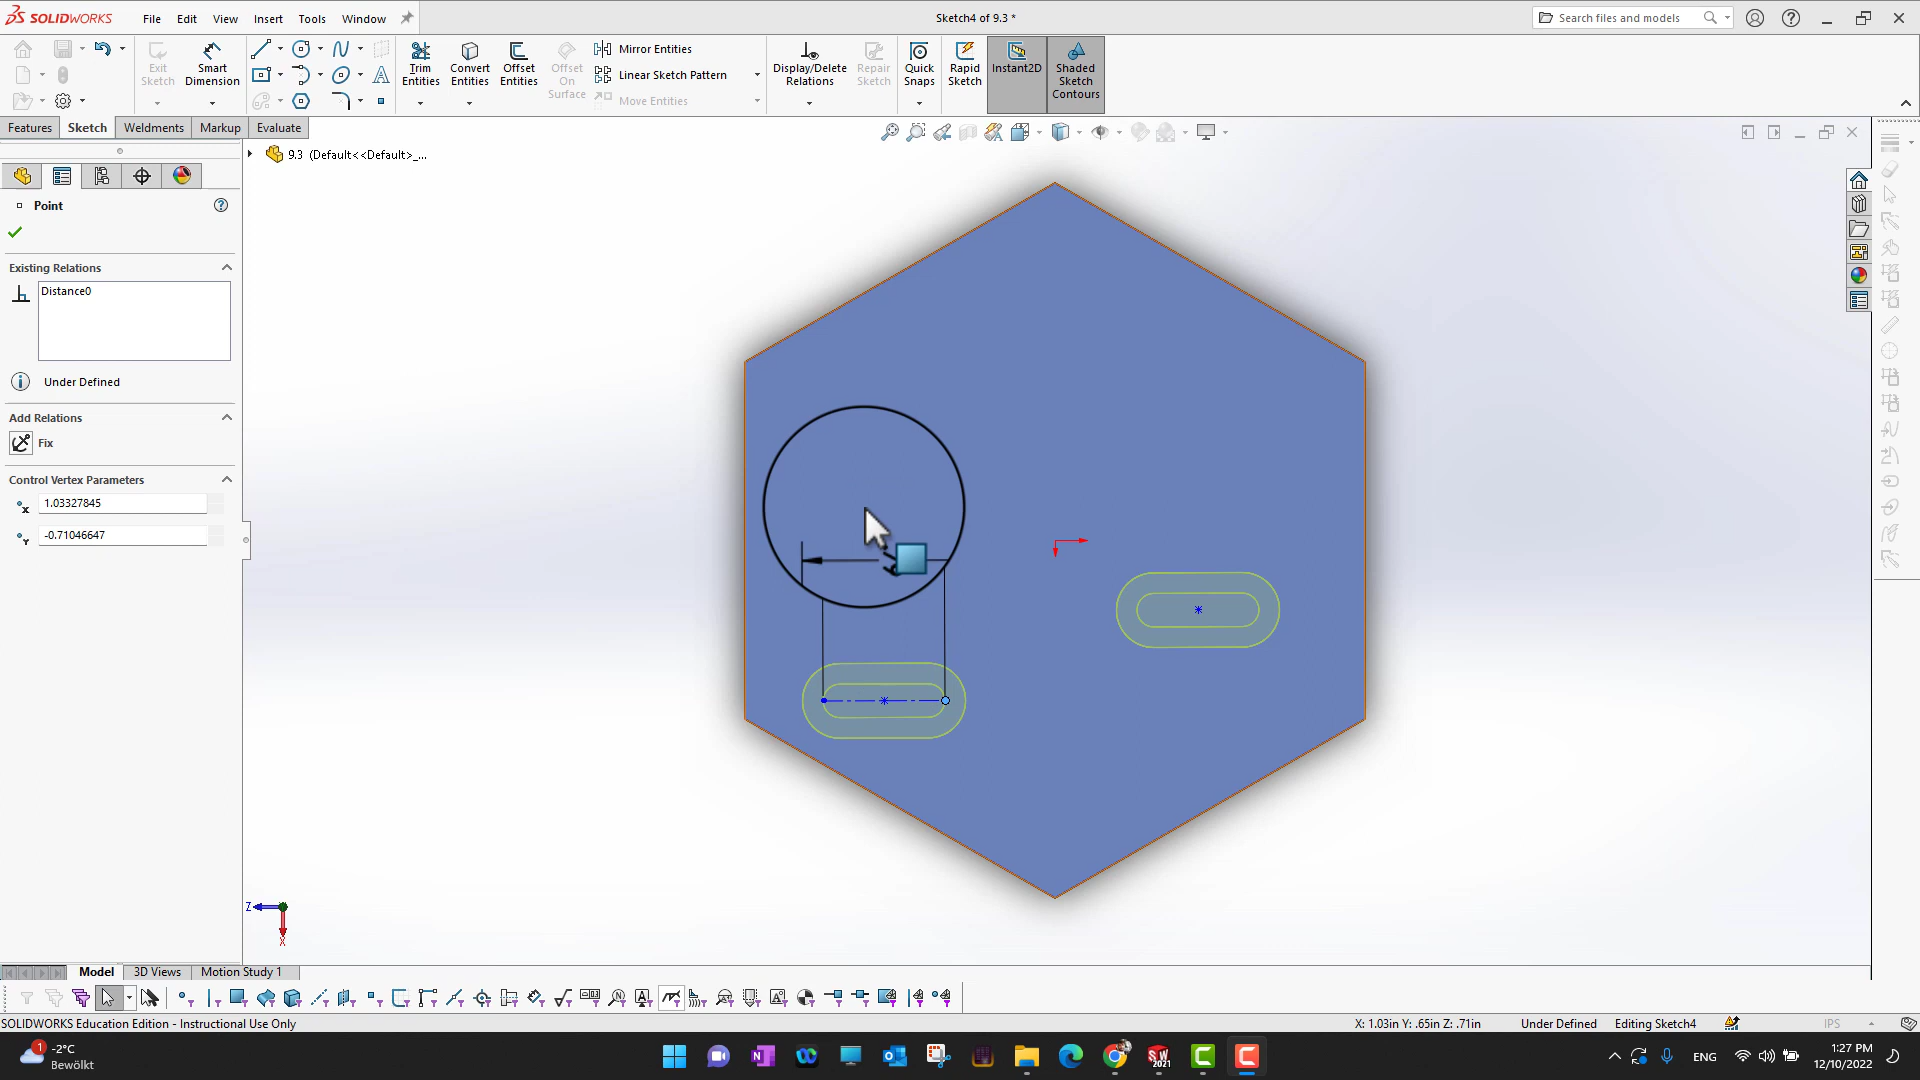 SOLIDWORKS
File
Edit
View
Insert
Tools
Window
Sketch4 of 9.3 *
Search files and models
Exit
Sketch
Smart
Dimension
Trim
Entities
Convert
Entities
Offset
Entities
Offset
On
Surface
Mirror Entities
Linear Sketch Pattern
Move Entities
Display/Delete
Relations
Repair
Sketch
Quick
Snaps
Rapid
Sketch
Instant2D
Shaded
Sketch
Contours
Features
Sketch
Weldments
Markup
Evaluate
9.3 (Default<<Default>_...
Point
Existing Relations
Distance0
Under Defined
Add Relations
Fix
Control Vertex Parameters
x
1.03327845
Y
-0.71046647
Z
X
Model
3D Views
Motion Study 1
SOLIDWORKS Education Edition - Instructional Use Only
X: 1.03in Y: .65in Z: .71in
Under Defined
Editing Sketch4
IPS
1
-2°C
Bewölkt
SW
2021
ENG
1:27 PM
12/10/2022